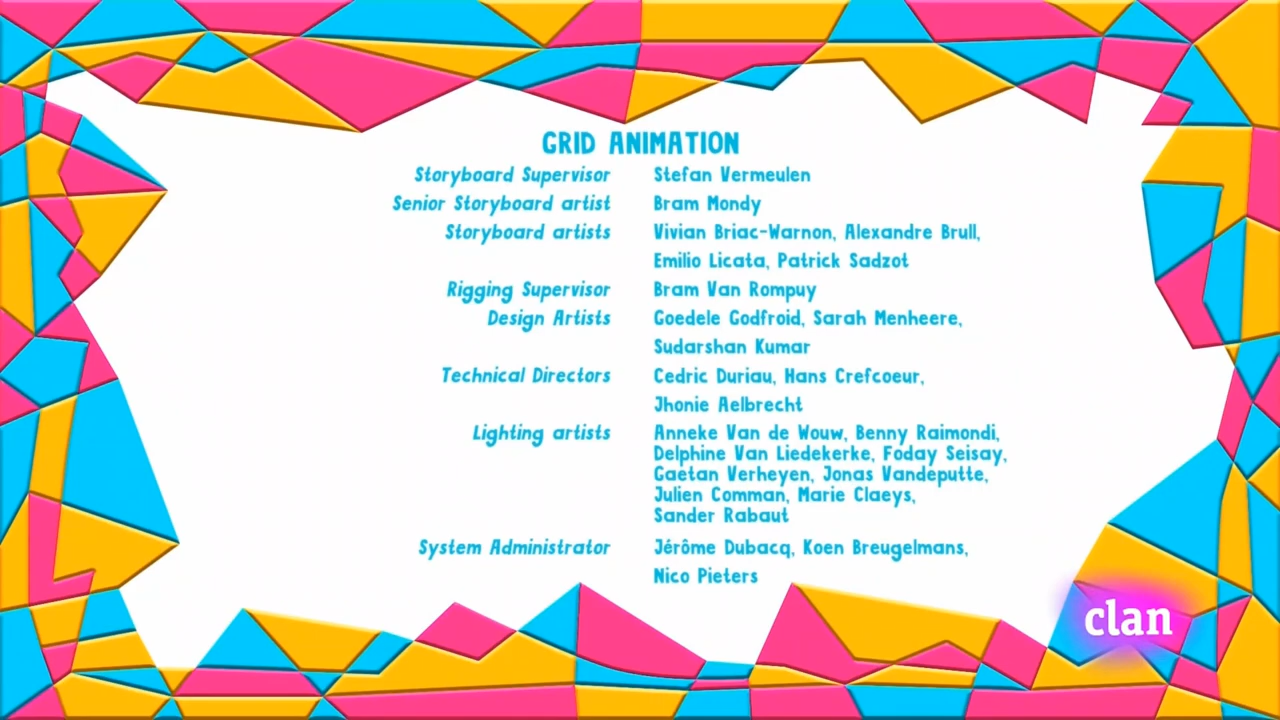 GRID ANIMATION
Storyboard Supervisor Stefan Vermeulen
Senior Storyboard artist Bram Mondy
Storyboard artists Vivian Briac-Warnon, Alexandre Brull,
Emilio Licata, Patrick Sadzot
Rigging Supervisor Bram Van Rompuy
Design Artists Goedele Godfroid, Sarah Menheere,
Sudarshan Kumar
Technical Directors Cedric Duriau, Hans Crefcoeur,
Jhonie Aelbrecht
Lighting artists Anneke Van de Wouw, Benny Raimondi,
Delphine Van Liedekerke, Foday Seisay,
Gaetan Verheyen, Jonas Vandeputte,
Julien Comman, Marie Claeys,
Sander Rabaut
System Administrator Jérôme Dubacq, Koen Breugelmans,
Nico Pieters
clan